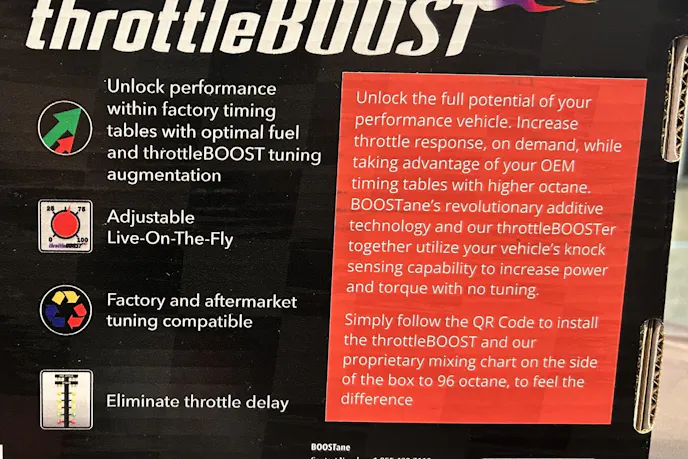 throttleBOOST
Unlock performance
within factory timing
tables with optimal fuel
and throttleBOOST tuning
augmentation
25 75
0 100
throttleBOOST
Adjustable
Live-On-The-Fly
Factory and aftermarket
tuning compatible
Eliminate throttle delay
Unlock the full potential of your
performance vehicle. Increase
throttle response, on demand, while
taking advantage of your OEM
timing tables with higher octane.
BOOSTane's revolutionary additive
technology and our throttleBOOSTer
together utilize your vehicle's knock
sensing capability to increase power
and torque with no tuning.
Simply follow the QR Code to install
the throttleBOOST and our
proprietary mixing chart on the side
of the box to 96 octane, to feel the
difference
BOOSTane